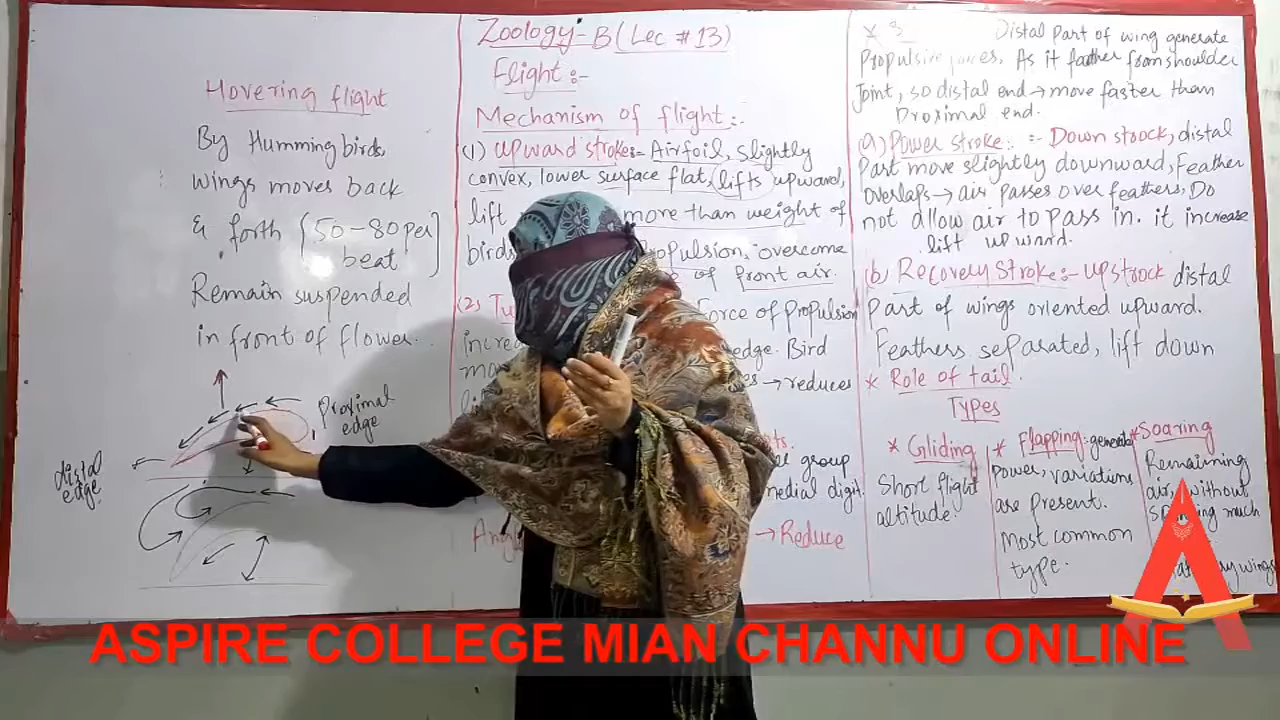 Hovering flight
By Humming birds,
wings moves back
& forth (50-80 per
beat)
Remain suspended
in front of flower.
Proximal
edge
distal
edge
Zoology-B (Lec #13)
Flight:-
Mechanism of flight:-
(1) upward stroke:- Airfoil, slightly
convex, lower surface flat, lifts upward,
lift more than weight of
birds propulsion, overcome
of front air.
(2) Force of Propulsion
edge. Bird
→ reduces
group
medial digit.
→ Reduce
Distal part of wing generate
Propulsive forces. As it farther from shoulder
Joint, so distal end → move faster than
Proximal end.
(a) Power stroke:- Down stroock, distal
Part move slightly downward, Feather
overlaps → air passes over feathers, Do
not allow air to pass in. it increase
lift upward.
(b) Recovery Stroke:- upstrock distal
Part of wings oriented upward.
Feathers separated, lift down
* Role of tail
Types
* Gliding
Short flight
altitude.
* Flapping: general
Power, variations
are present.
Most common
type.
* Soaring
Remaining
air, without
much
wings
ASPIRE COLLEGE MIAN CHANNU ONLINE